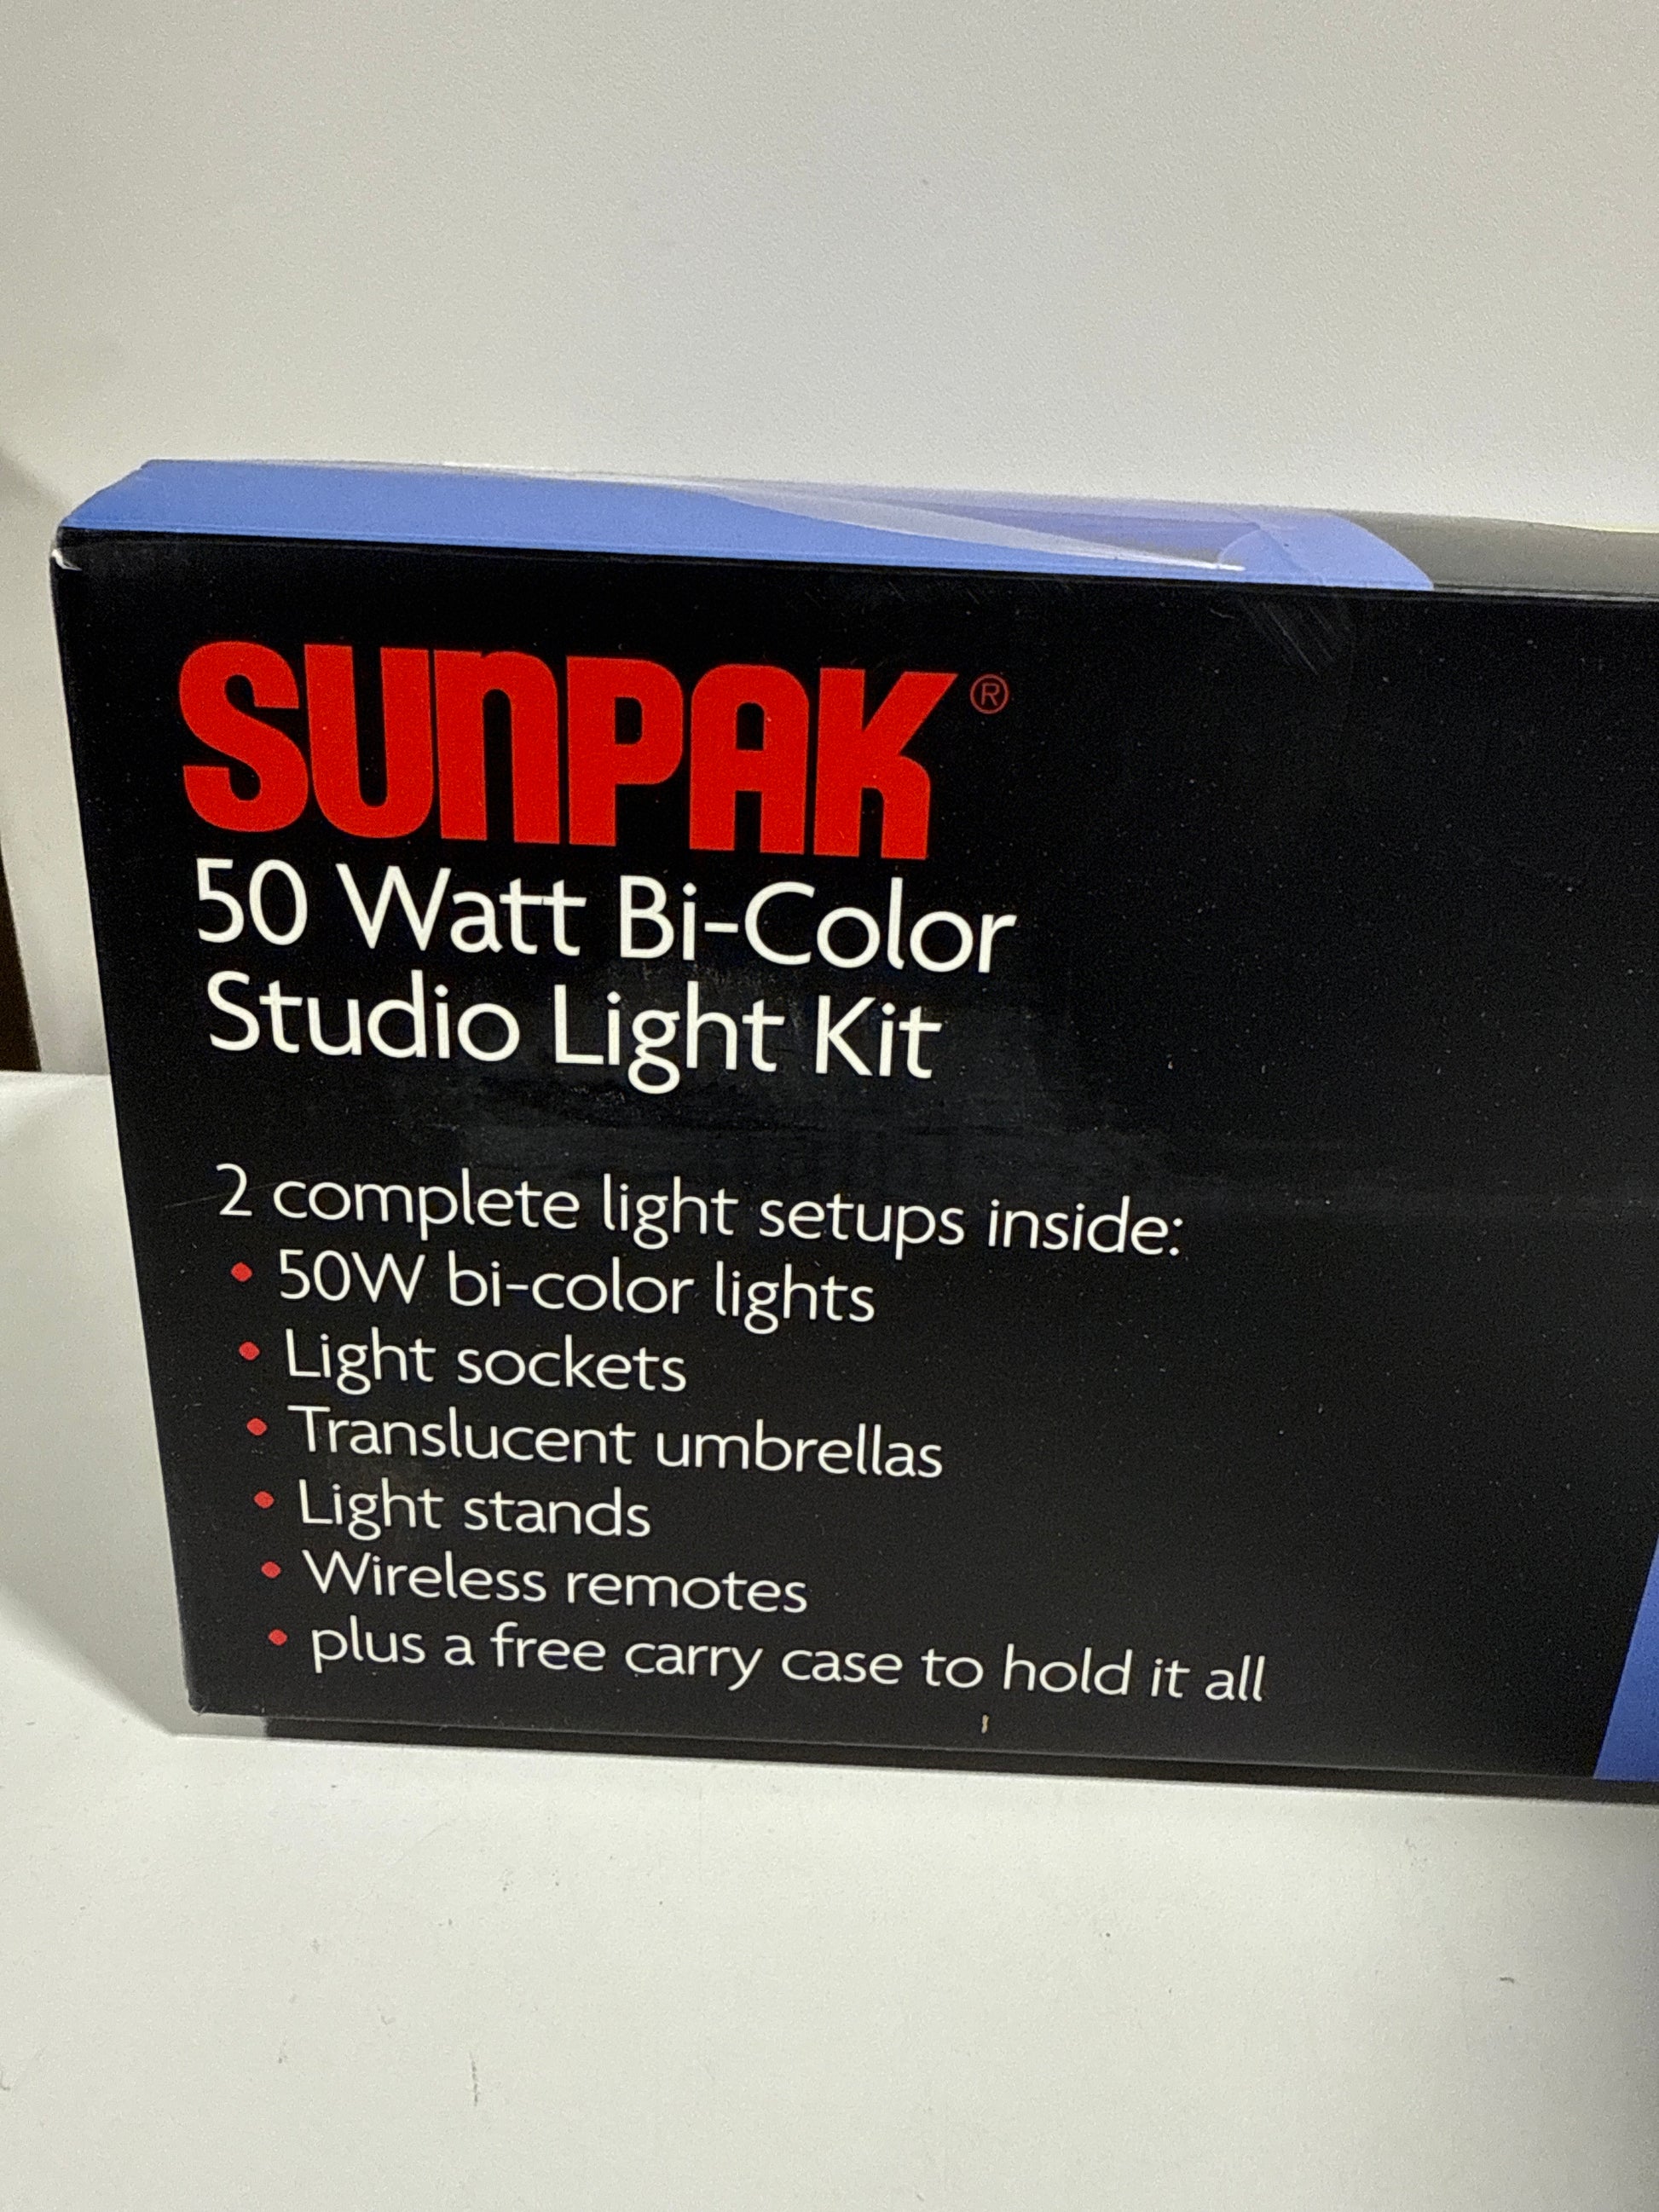 SUNPAK®
50 Watt Bi-Color
Studio Light Kit
2 complete light setups inside:
• 50W bi-color lights
• Light sockets
• Translucent umbrellas
• Light stands
• Wireless remotes
• plus a free carry case to hold it all